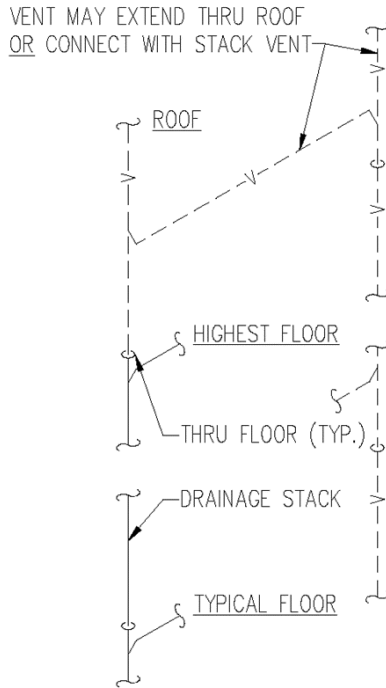 VENT MAY EXTEND THRU ROOF
OR CONNECT WITH STACK VENT
ROOF
V
V
V
V
HIGHEST FLOOR
THRU FLOOR (TYP.)
DRAINAGE STACK
V
TYPICAL FLOOR